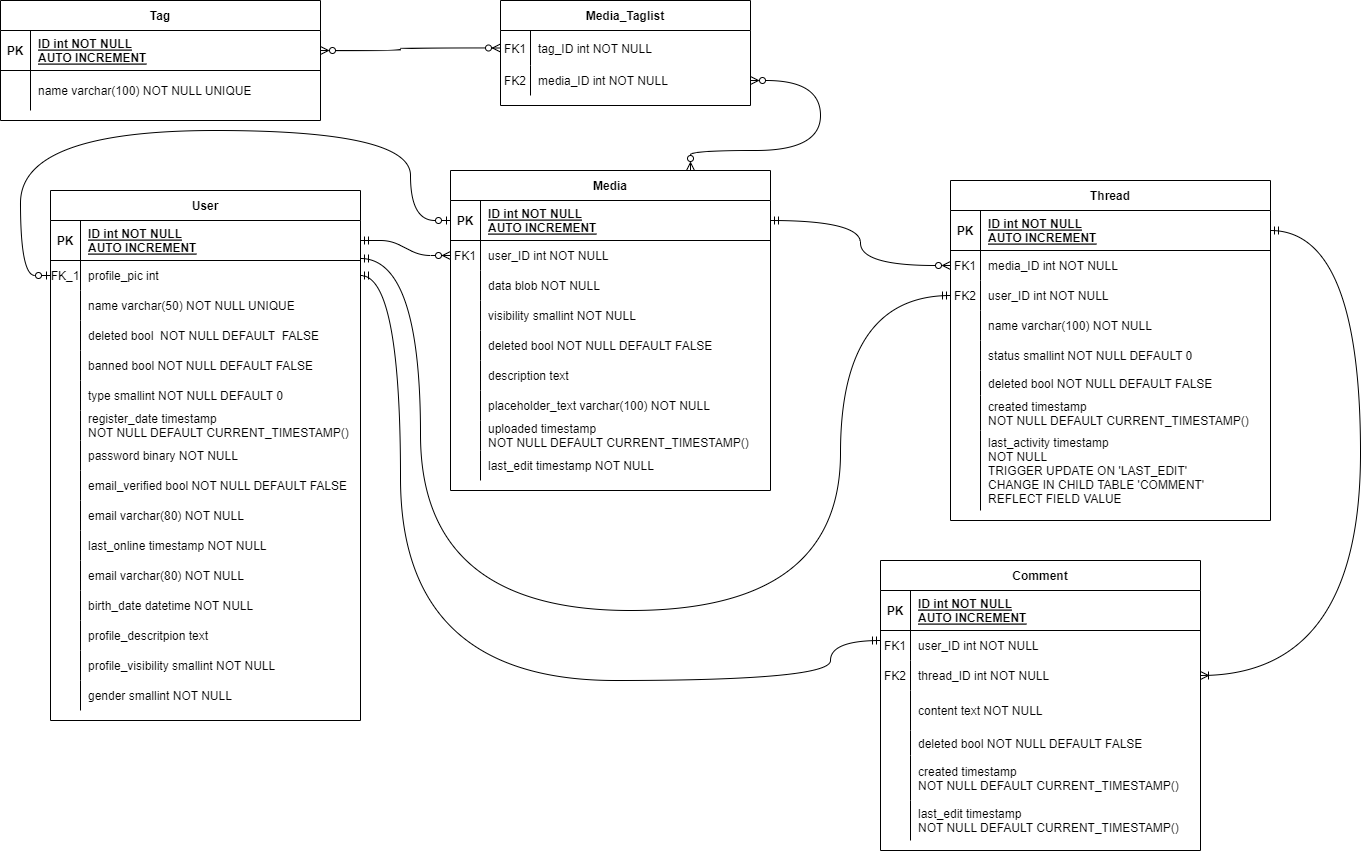 Tag
PK
ID int NOT NULL
AUTO INCREMENT
name varchar(100) NOT NULL UNIQUE
Media_Taglist
FK1
tag_ID int NOT NULL
FK2
media_ID int NOT NULL
User
PK
ID int NOT NULL
AUTO INCREMENT
FK_1
profile_pic int
name varchar(50) NOT NULL UNIQUE
deleted bool  NOT NULL DEFAULT  FALSE
banned bool NOT NULL DEFAULT FALSE
type smallint NOT NULL DEFAULT 0
register_date timestamp
NOT NULL DEFAULT CURRENT_TIMESTAMP()
password binary NOT NULL
email_verified bool NOT NULL DEFAULT FALSE
email varchar(80) NOT NULL
last_online timestamp NOT NULL
email varchar(80) NOT NULL
birth_date datetime NOT NULL
profile_descritpion text
profile_visibility smallint NOT NULL
gender smallint NOT NULL
Media
PK
ID int NOT NULL
AUTO INCREMENT
FK1
user_ID int NOT NULL
data blob NOT NULL
visibility smallint NOT NULL
deleted bool NOT NULL DEFAULT FALSE
description text
placeholder_text varchar(100) NOT NULL
uploaded timestamp
NOT NULL DEFAULT CURRENT_TIMESTAMP()
last_edit timestamp NOT NULL
Thread
PK
ID int NOT NULL
AUTO INCREMENT
FK1
media_ID int NOT NULL
FK2
user_ID int NOT NULL
name varchar(100) NOT NULL
status smallint NOT NULL DEFAULT 0
deleted bool NOT NULL DEFAULT FALSE
created timestamp
NOT NULL DEFAULT CURRENT_TIMESTAMP()
last_activity timestamp
NOT NULL
TRIGGER UPDATE ON 'LAST_EDIT'
CHANGE IN CHILD TABLE 'COMMENT'
REFLECT FIELD VALUE
Comment
PK
ID int NOT NULL
AUTO INCREMENT
FK1
user_ID int NOT NULL
FK2
thread_ID int NOT NULL
content text NOT NULL
deleted bool NOT NULL DEFAULT FALSE
created timestamp
NOT NULL DEFAULT CURRENT_TIMESTAMP()
last_edit timestamp
NOT NULL DEFAULT CURRENT_TIMESTAMP()